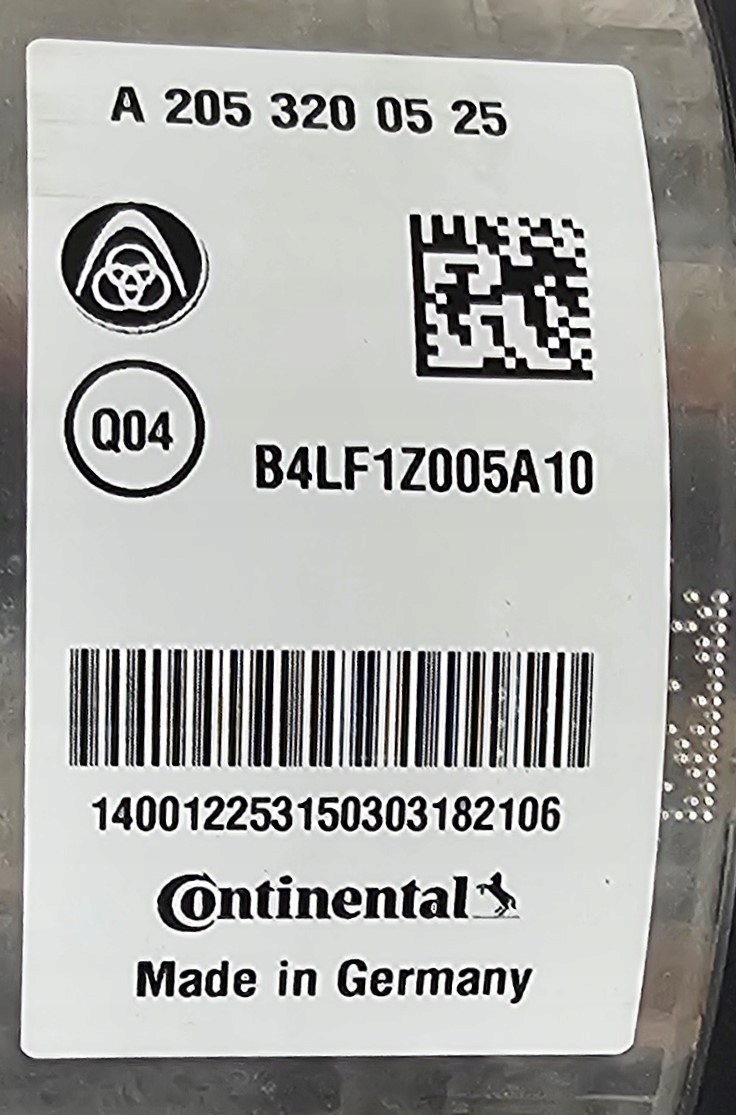 A 205 320 05 25
Q04
B4LF1Z005A10
140012253150303182106
Continental
Made in Germany